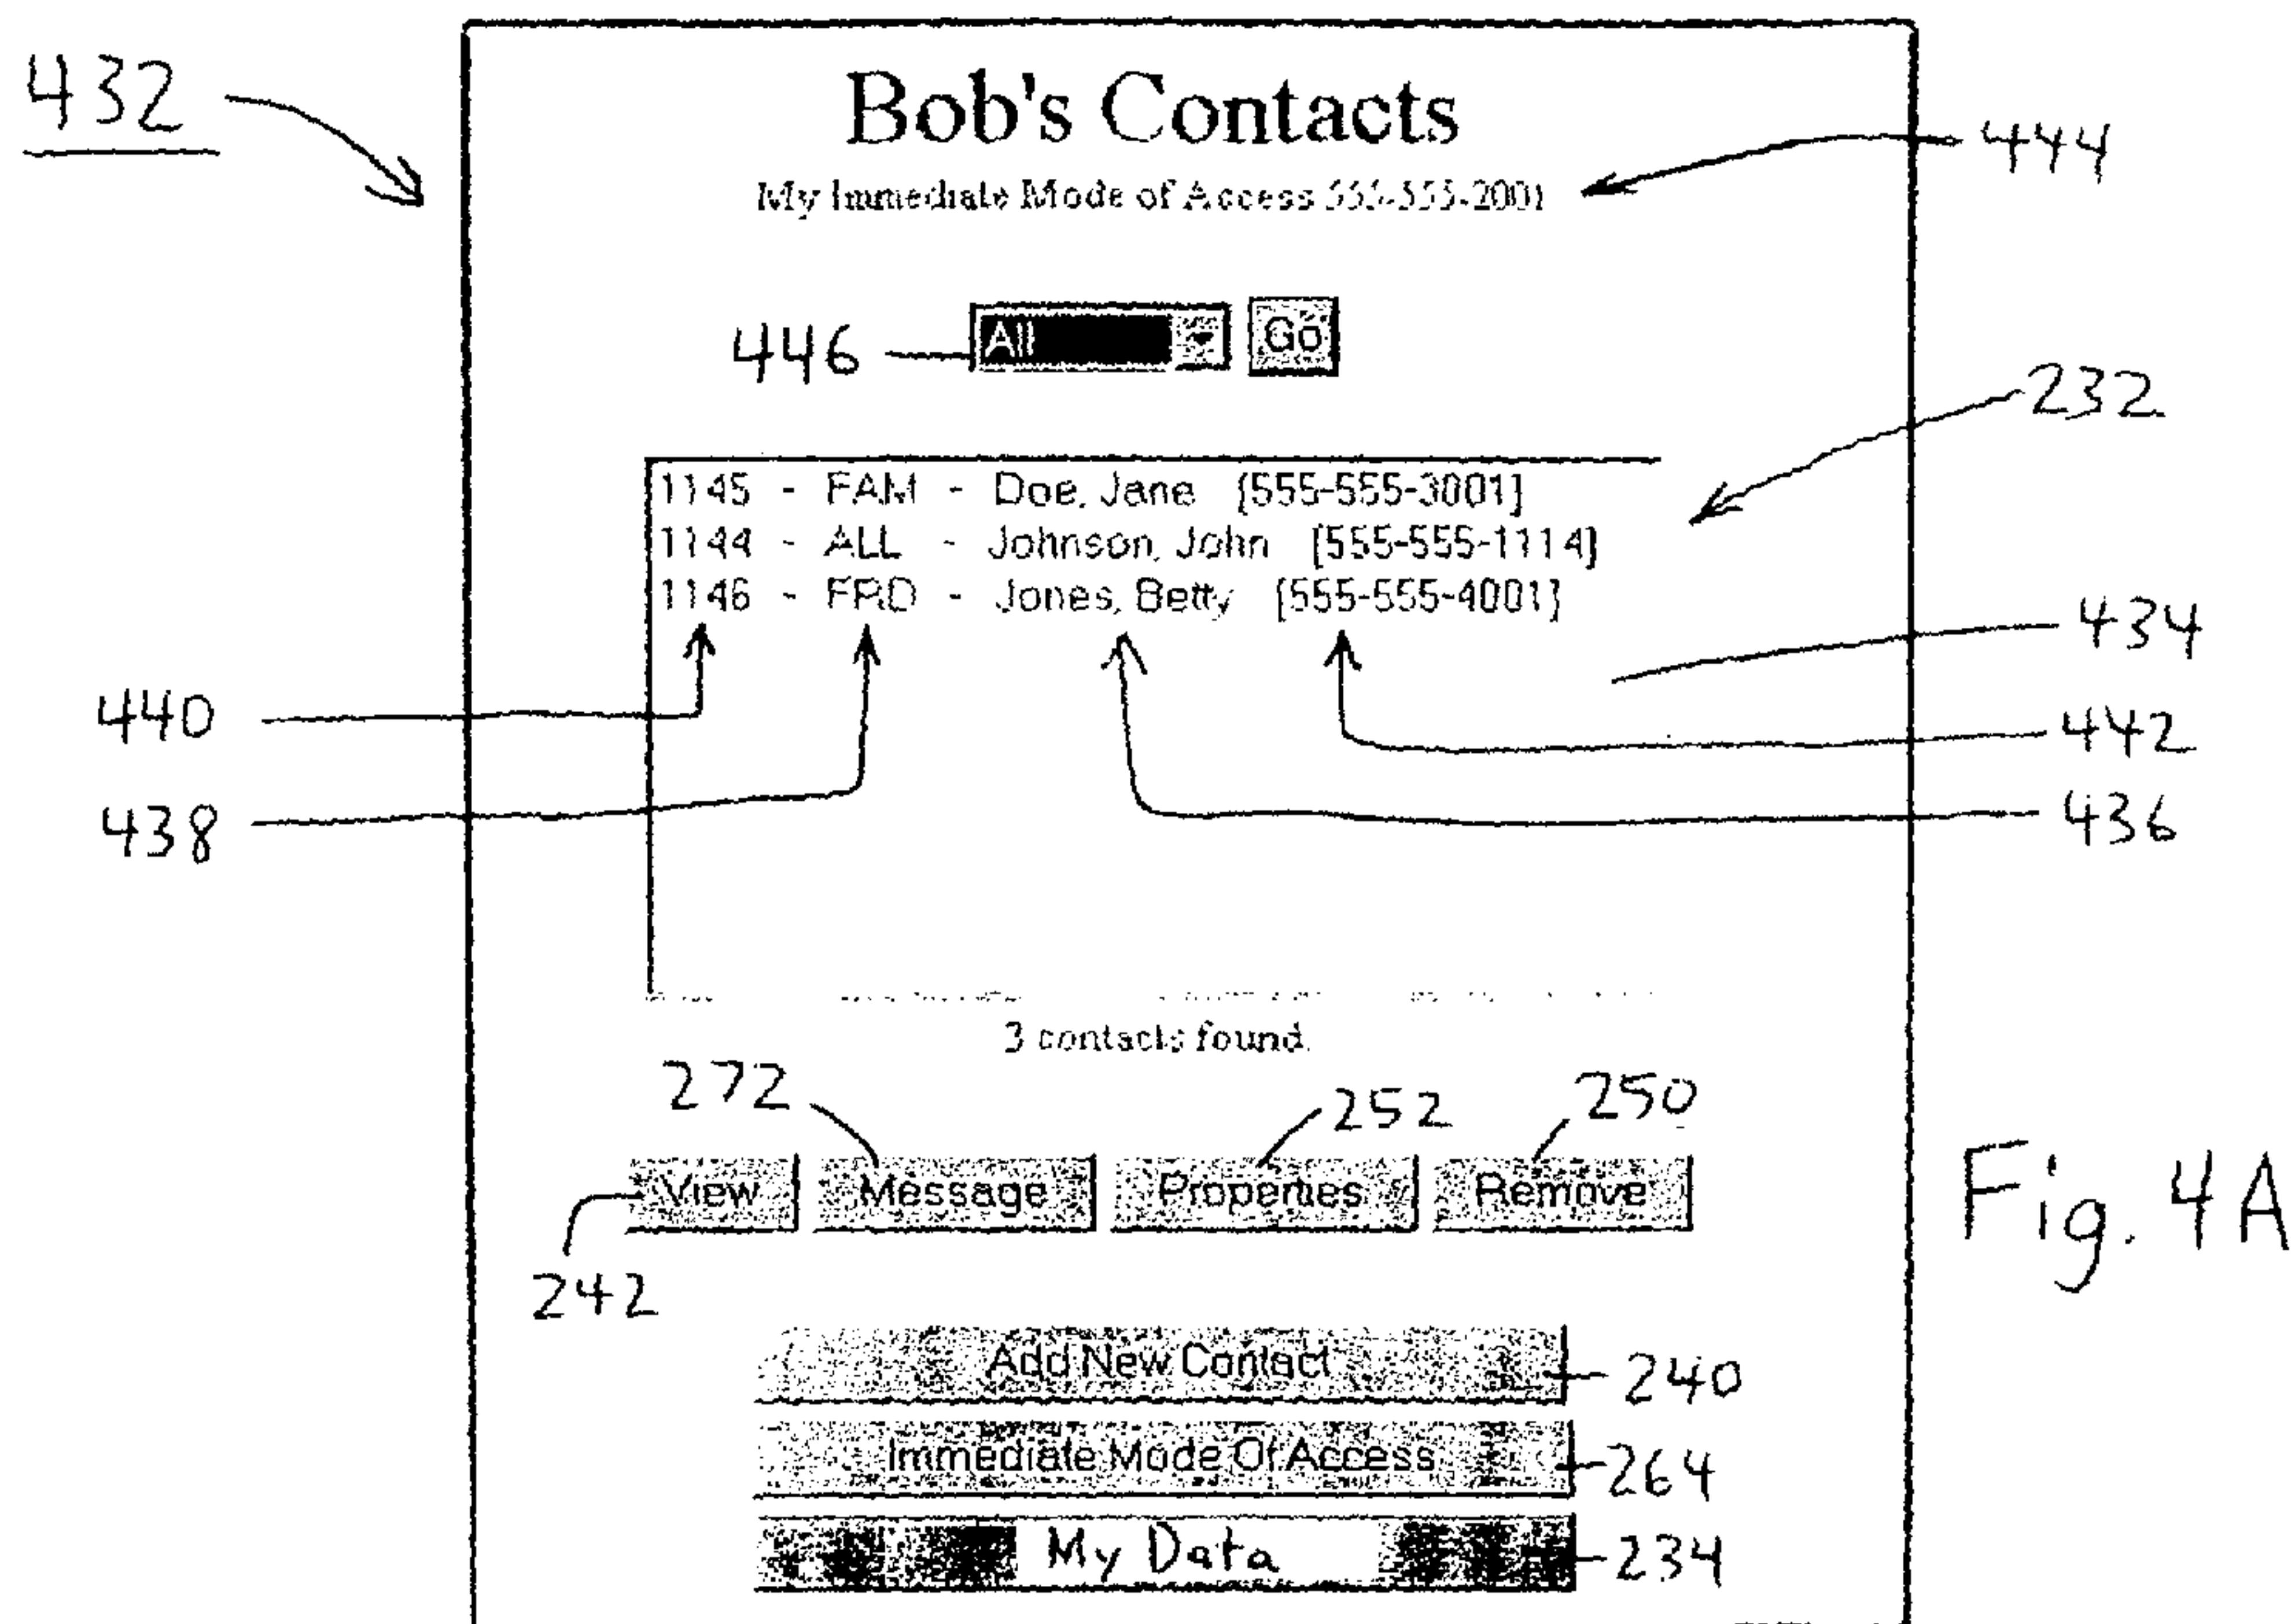 Bob's Contacts
432
444
My Immediate Mode of Access 555-555-2001
446
All
Go
232
1145 - FAM - Doe, Jane [555-555-3001]
1144 - ALL - Johnson, John [555-555-1114]
1146 - FRD - Jones, Betty [555-555-4001]
434
440
442
438
436
3 contacts found.
272
252
250
View
Message
Properties
Remove
Fig. 4A
242
Add New Contact
240
Immediate Mode Of Access
264
My Data
234